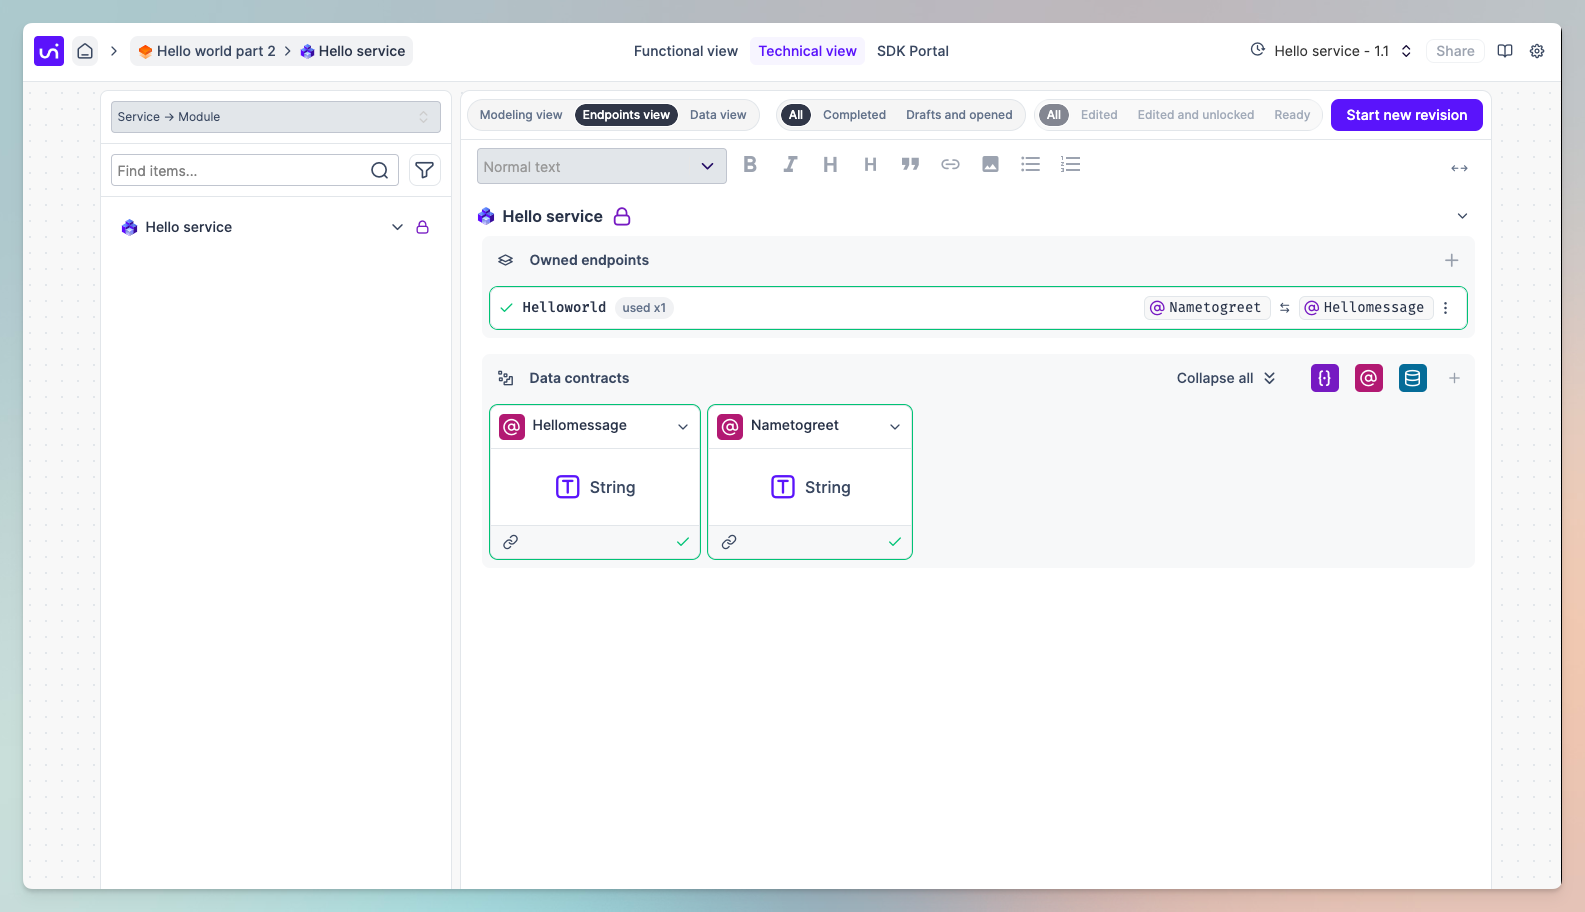 uni
Hello world part 2 > Hello service
Functional view
Technical view
SDK Portal
Hello service - 1.1
Share
Service → Module
Modeling view
Endpoints view
Data view
All
Completed
Drafts and opened
All
Edited
Edited and unlocked
Ready
Start new revision
Find items...
Normal text
B I H H
Hello service
Hello service
Owned endpoints
Helloworld
used x1
@ Nametogreet ⇆ @ Hellomessage
Data contracts
Collapse all
{·} @
@ Hellomessage
@ Nametogreet
T String
T String